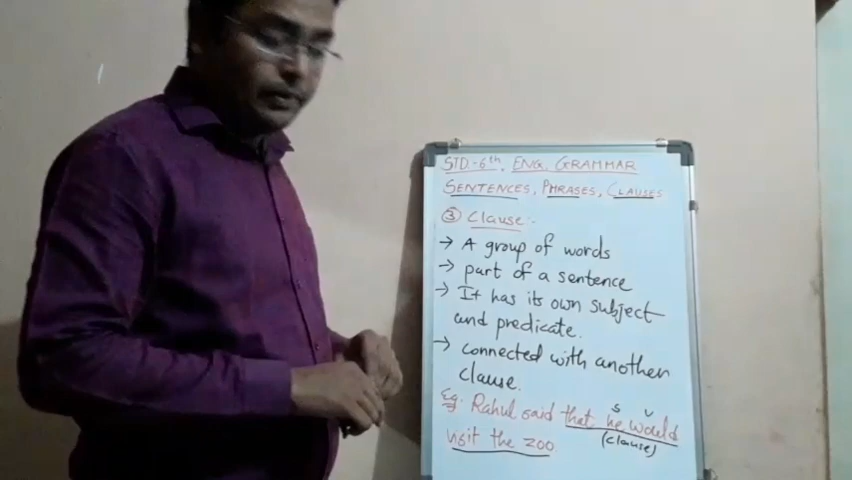 STD.-6th, ENG. GRAMMAR
SENTENCES, PHRASES, CLAUSES
③ Clause:-
→ A group of words
→ part of a sentence
→ It has its own subject
and predicate.
→ connected with another
clause.
Eg. Rahul said that he would
S V
visit the zoo
(clause)